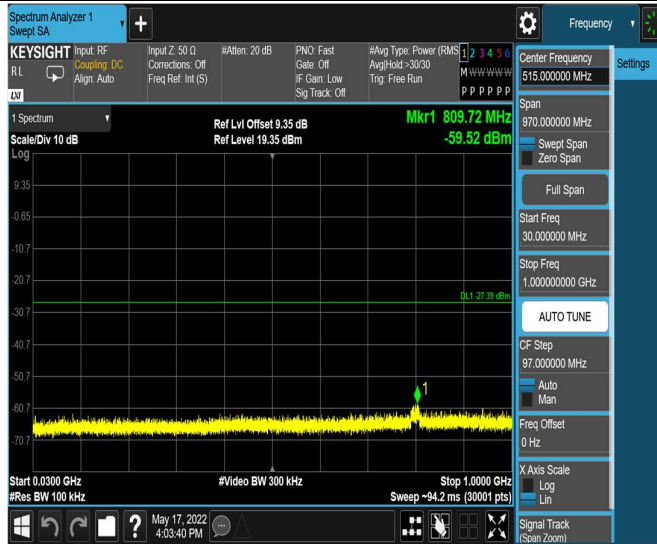 Spectrum Analyzer 1
Swept SA
Frequency
KEYSIGHT Input: RF Input Z: 50 Ω #Atten: 20 dB PNO: Fast #Avg Type: Power (RMS 1 2 3 4 5 6
RL Coupling: DC Corrections: Off Gate: Off Avg|Hold:>30/30 M W W W W W
Align: Auto Freq Ref: Int (S) IF Gain: Low Trig: Free Run
LXI Sig Track: Off P P P P P P
1 Spectrum Ref Lvl Offset 9.35 dB Mkr1 809.72 MHz
Scale/Div 10 dB Ref Level 19.35 dBm -59.52 dBm
Log
9.35
-0.65
-10.7
-20.7
DL1 -27.39 dBm
-30.7
-40.7
-50.7
1
-60.7
-70.7
Start 0.0300 GHz #Video BW 300 kHz Stop 1.0000 GHz
#Res BW 100 kHz Sweep ~94.2 ms (30001 pts)
?
May 17, 2022
4:03:40 PM
Center Frequency
515.000000 MHz
Settings
Span
970.000000 MHz
Swept Span
Zero Span
Full Span
Start Freq
30.000000 MHz
Stop Freq
1.000000000 GHz
AUTO TUNE
CF Step
97.000000 MHz
Auto
Man
Freq Offset
0 Hz
X Axis Scale
Log
Lin
Signal Track
(Span Zoom)